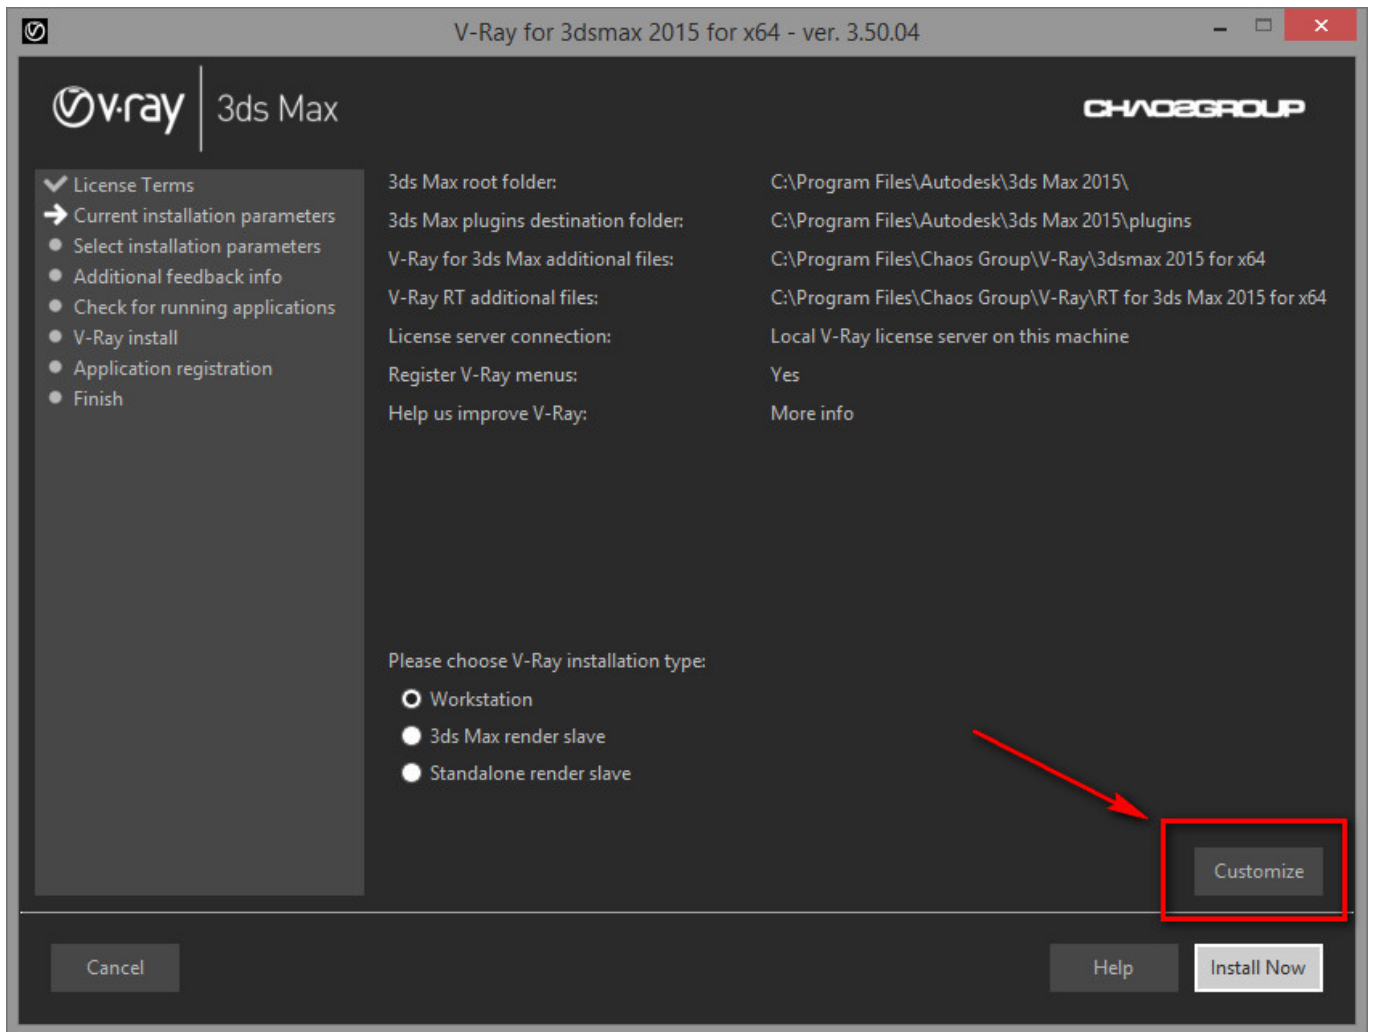 V-Ray for 3dsmax 2015 for x64 - ver. 3.50.04
v·ray 3ds Max
CHAOSGROUP
License Terms
Current installation parameters
Select installation parameters
Additional feedback info
Check for running applications
V-Ray install
Application registration
Finish
3ds Max root folder: C:\Program Files\Autodesk\3ds Max 2015\
3ds Max plugins destination folder: C:\Program Files\Autodesk\3ds Max 2015\plugins
V-Ray for 3ds Max additional files: C:\Program Files\Chaos Group\V-Ray\3dsmax 2015 for x64
V-Ray RT additional files: C:\Program Files\Chaos Group\V-Ray\RT for 3ds Max 2015 for x64
License server connection: Local V-Ray license server on this machine
Register V-Ray menus: Yes
Help us improve V-Ray: More info
Please choose V-Ray installation type:
Workstation
3ds Max render slave
Standalone render slave
Customize
Cancel
Help
Install Now